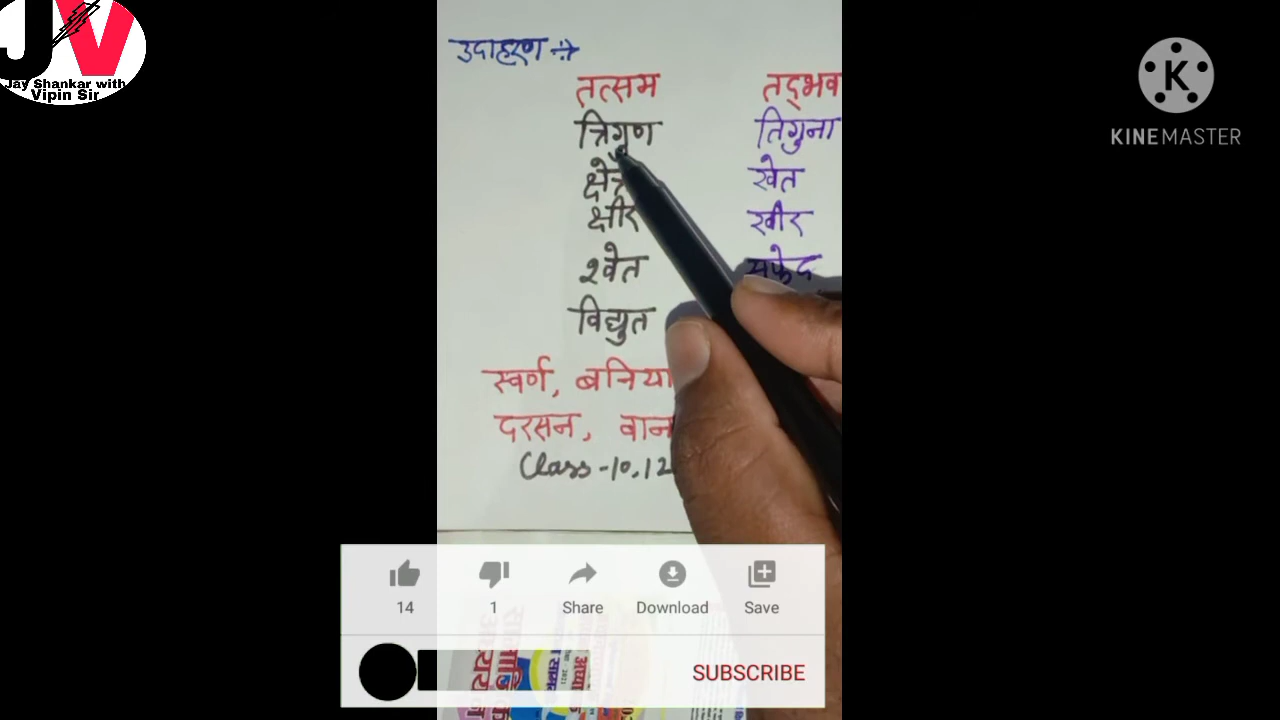 Jay Shankar with
Vipin Sir
KINEMASTER
उदाहरण :→
तत्सम तद्भव
त्रिगुण तिगुना
क्षेत्र खेत
क्षीर खीर
श्वेत सफेद
विद्युत
स्वर्ण, बनिया
दरसन, वान
Class-10,12
14 1 Share Download Save
SUBSCRIBE